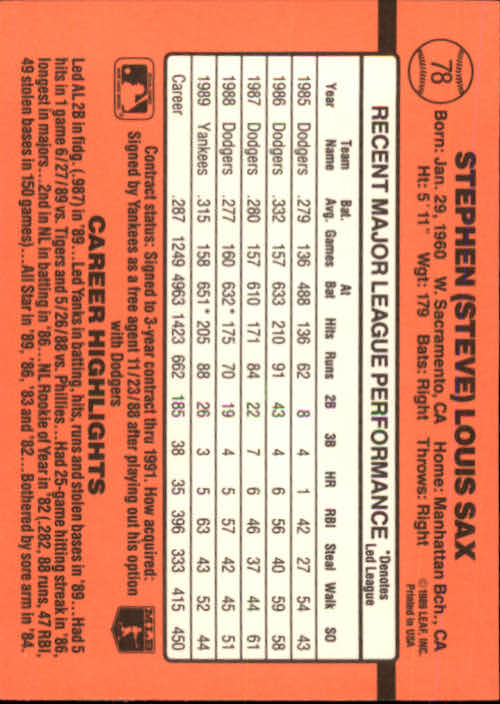 78
STEPHEN (STEVE) LOUIS SAX
Born: Jan. 29, 1960 W. Sacramento, CA Home: Manhattan Bch., CA
Ht: 5' 11" Wgt: 179 Bats: Right Throws: Right
© 1989 LEAF, INC.
Printed in USA
RECENT MAJOR LEAGUE PERFORMANCE *Denotes Led League
Year Team Name Bat. Avg. Games At Bat Hits Runs 2B 3B HR RBI Steal Walk SO
1985 Dodgers .279 136 488 136 62 8 4 1 42 27 54 43
1986 Dodgers .332 157 633 210 91 43 4 6 56 40 59 58
1987 Dodgers .280 157 610 171 84 22 7 6 46 37 44 61
1988 Dodgers .277 160 632* 175 70 19 4 5 57 42 45 51
1989 Yankees .315 158 651* 205 88 26 3 5 63 43 52 44
Career .287 1249 4963 1423 662 185 38 35 396 333 415 450
Contract status: Signed to 3-year contract thru 1991. How acquired:
Signed by Yankees as a free agent 11/23/88 after playing out his option
with Dodgers
MLB
CAREER HIGHLIGHTS
Led AL 2B in fldg. (.987) in '89...Led Yanks in batting, hits, runs and stolen bases in '89...Had 5
hits in 1 game 6/27/89 vs. Tigers and 5/26/88 vs. Phillies...Had 25-game hitting streak in '86,
longest in majors...2nd in NL in batting in '86...NL Rookie of Year in '82 (.282, 88 runs, 47 RBI,
49 stolen bases in 150 games)...All Star in '89, '86, '83 and '82...Bothered by sore arm in '84.